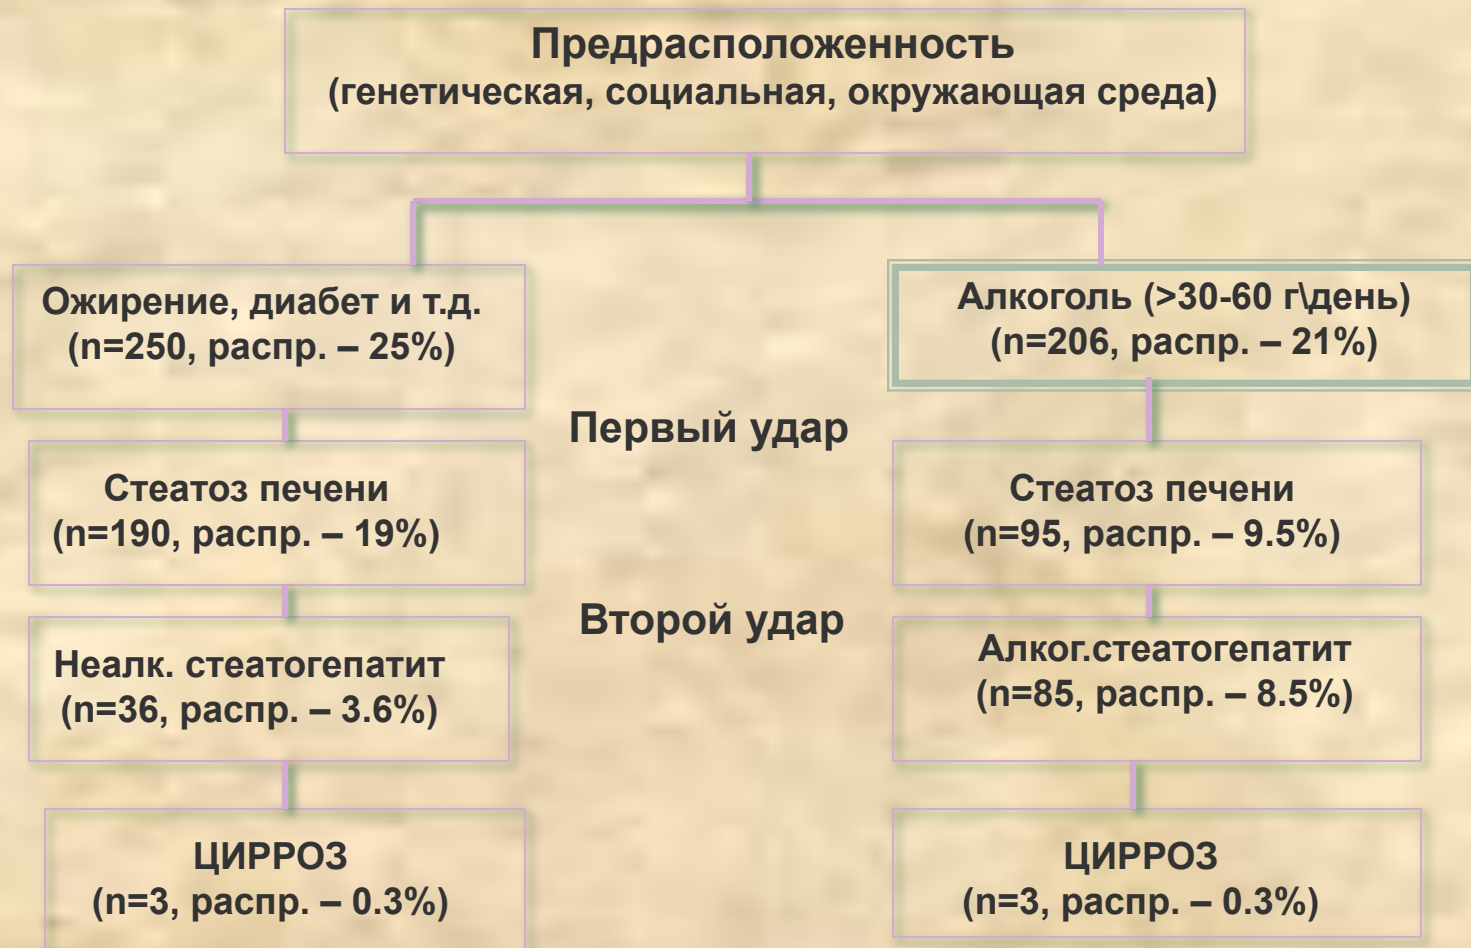 Предрасположенность
(генетическая, социальная, окружающая среда)
Ожирение, диабет и т.д.
(n=250, распр. – 25%)
Алкоголь (>30-60 г\день)
(n=206, распр. – 21%)
Первый удар
Стеатоз печени
(n=190, распр. – 19%)
Стеатоз печени
(n=95, распр. – 9.5%)
Второй удар
Неалк. стеатогепатит
(n=36, распр. – 3.6%)
Алког.стеатогепатит
(n=85, распр. – 8.5%)
ЦИРРОЗ
(n=3, распр. – 0.3%)
ЦИРРОЗ
(n=3, распр. – 0.3%)